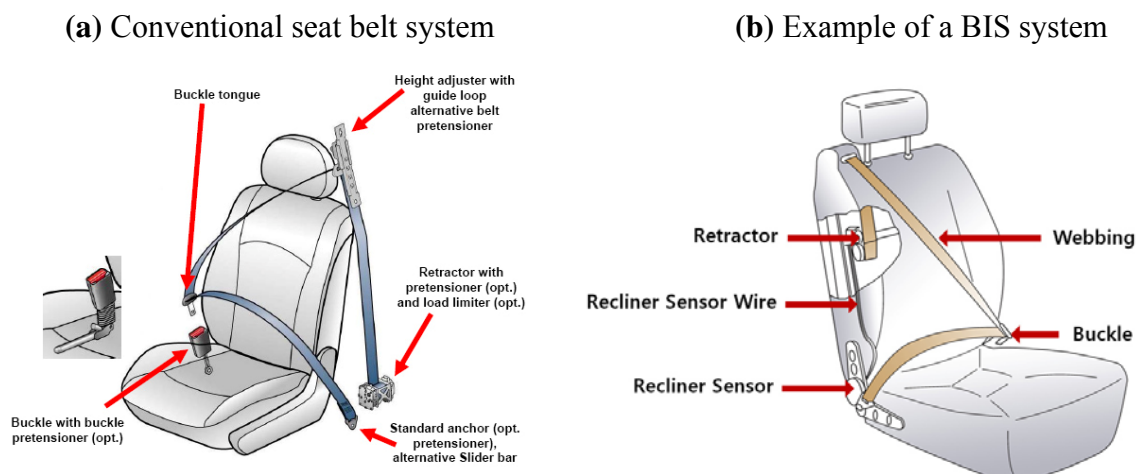 (a) Conventional seat belt system
(b) Example of a BIS system
Buckle tongue
Height adjuster with
guide loop
alternative belt
pretensioner
Retractor with
pretensioner (opt.)
and load limiter (opt.)
Buckle with buckle
pretensioner (opt.)
Standard anchor (opt.
pretensioner),
alternative Slider bar
Retractor
Webbing
Recliner Sensor Wire
Buckle
Recliner Sensor